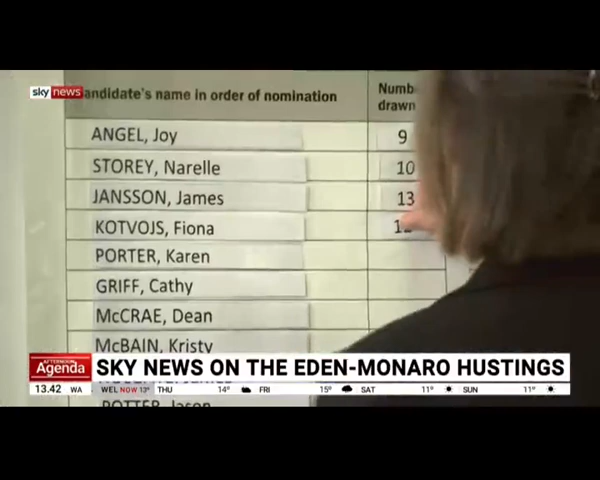 sky news
andidate's name in order of nomination
Numb
drawn
ANGEL, Joy 9
STOREY, Narelle 10
JANSSON, James 13
KOTVOJS, Fiona
PORTER, Karen
GRIFF, Cathy
McCRAE, Dean
McBAIN, Kristy
POTTER, Jason
AFTERNOON
Agenda
SKY NEWS ON THE EDEN-MONARO HUSTINGS
13.42 WA WEL NOW 13° THU 14° FRI 15° SAT 11° SUN 11°